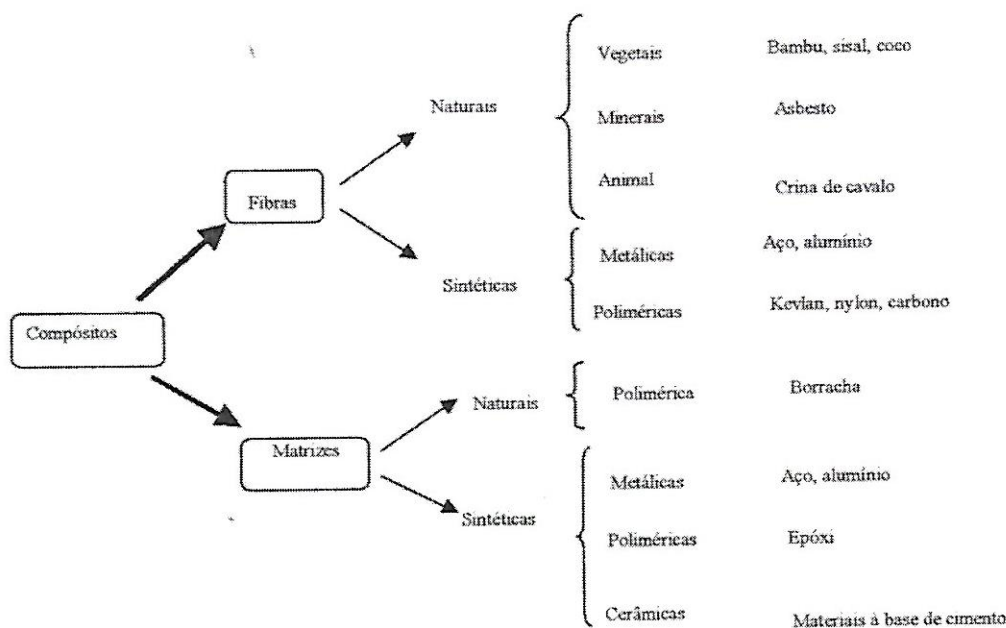 Vegetais Bambu, sisal, coco
Naturais
Minerais Asbesto
Animal Crina de cavalo
Fibras
Metálicas Aço, alumínio
Sintéticas
Poliméricas Kevlan, nylon, carbono
Compósitos
Naturais Polimérica Borracha
Matrizes
Metálicas Aço, alumínio
Sintéticas
Poliméricas Epóxi
Cerâmicas Materiais à base de cimento